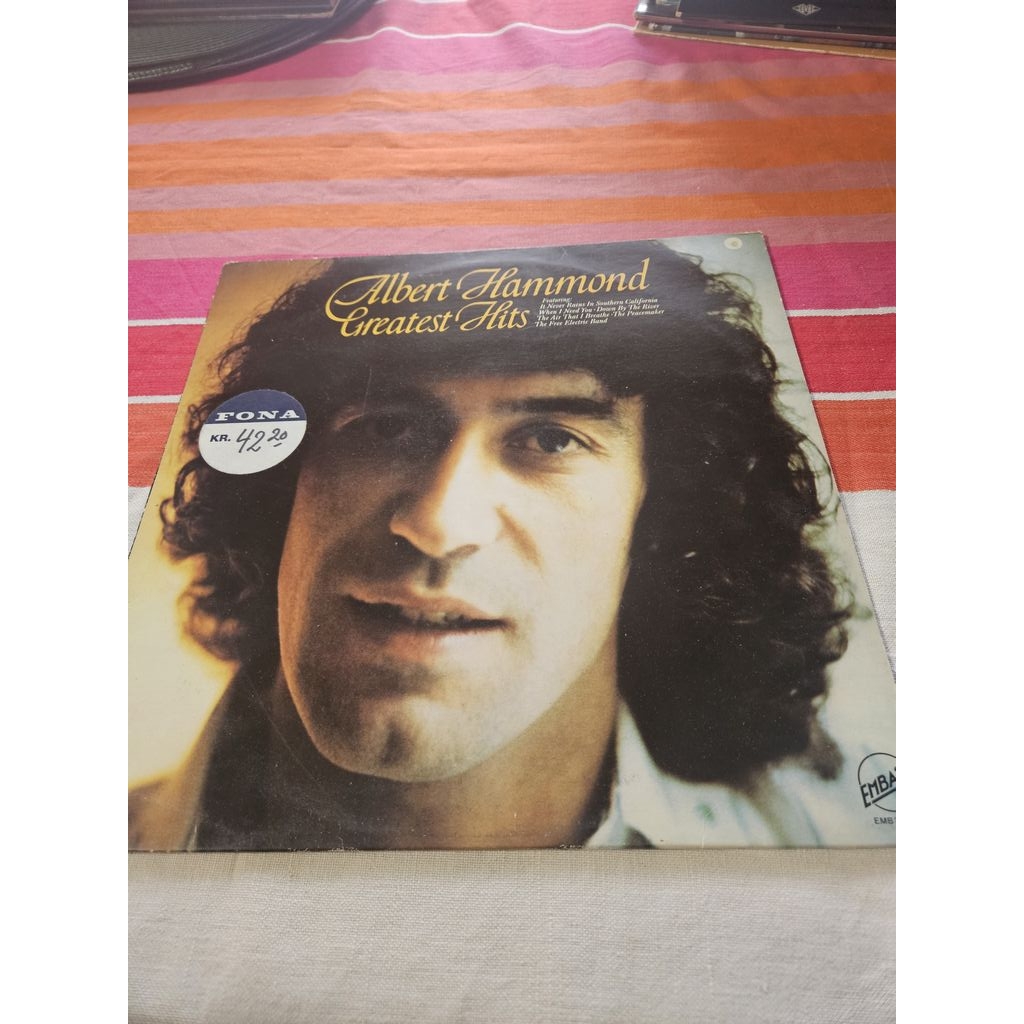 Albert Hammond
Greatest Hits
Featuring:
It Never Rains In Southern California
When I Need You · Down By The River
The Air That I Breathe · The Peacemaker
The Free Electric Band
FONA
KR. 42 20
EMBA
EMB